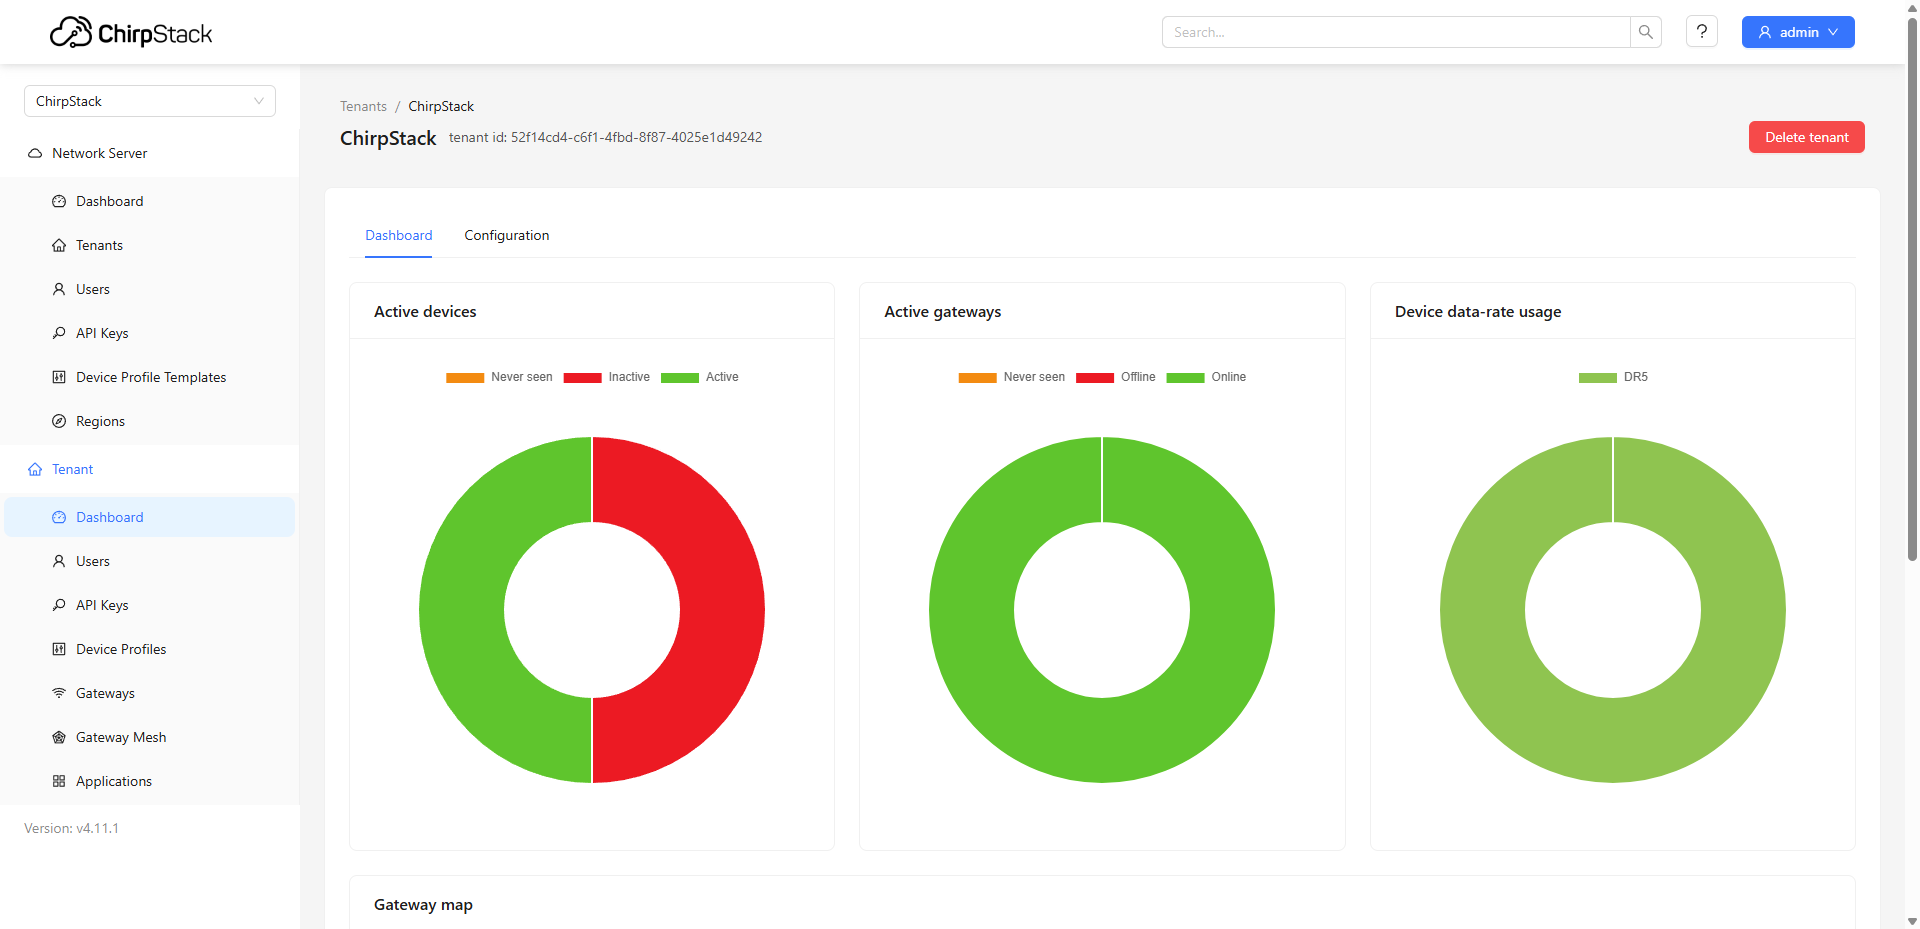 ChirpStack
Search...
?
admin
ChirpStack
Network Server
Dashboard
Tenants
Users
API Keys
Device Profile Templates
Regions
Tenant
Dashboard
Users
API Keys
Device Profiles
Gateways
Gateway Mesh
Applications
Version: v4.11.1
Tenants / ChirpStack
ChirpStack tenant id: 52f14cd4-c6f1-4fbd-8f87-4025e1d49242
Delete tenant
Dashboard Configuration
Active devices
Never seen Inactive Active
Active gateways
Never seen Offline Online
Device data-rate usage
DR5
Gateway map